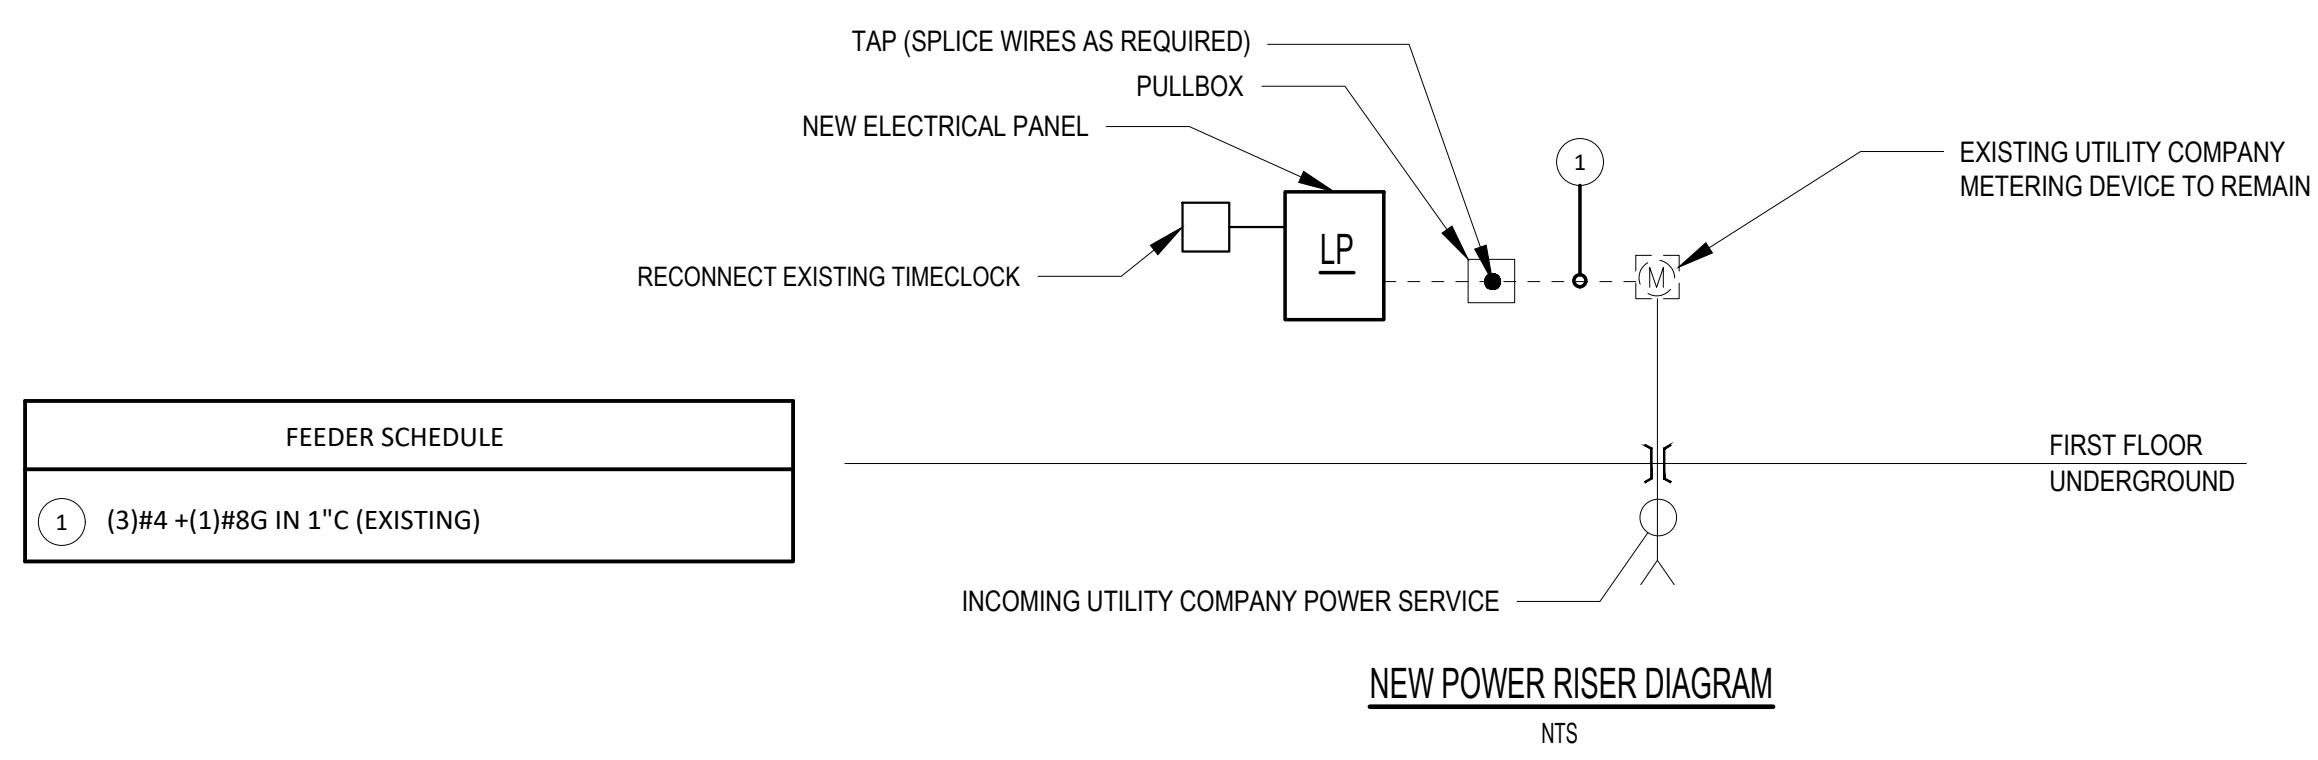 TAP (SPLICE WIRES AS REQUIRED)
PULLBOX
NEW ELECTRICAL PANEL
1
EXISTING UTILITY COMPANY
METERING DEVICE TO REMAIN
LP
RECONNECT EXISTING TIMECLOCK
M
FEEDER SCHEDULE
1 (3)#4 +(1)#8G IN 1"C (EXISTING)
FIRST FLOOR
UNDERGROUND
INCOMING UTILITY COMPANY POWER SERVICE
NEW POWER RISER DIAGRAM
NTS